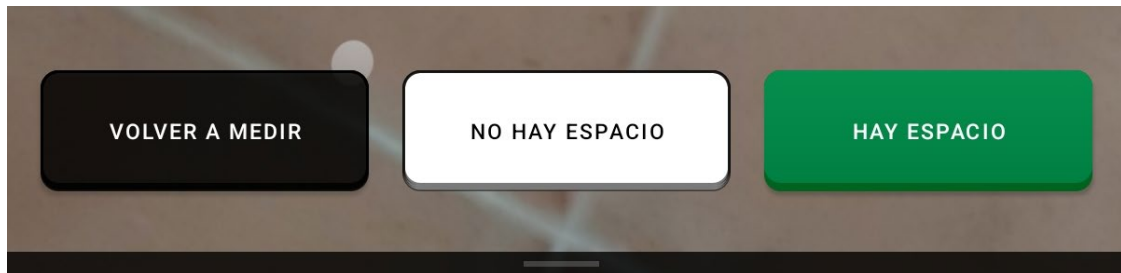 VOLVER A MEDIR
NO HAY ESPACIO
HAY ESPACIO